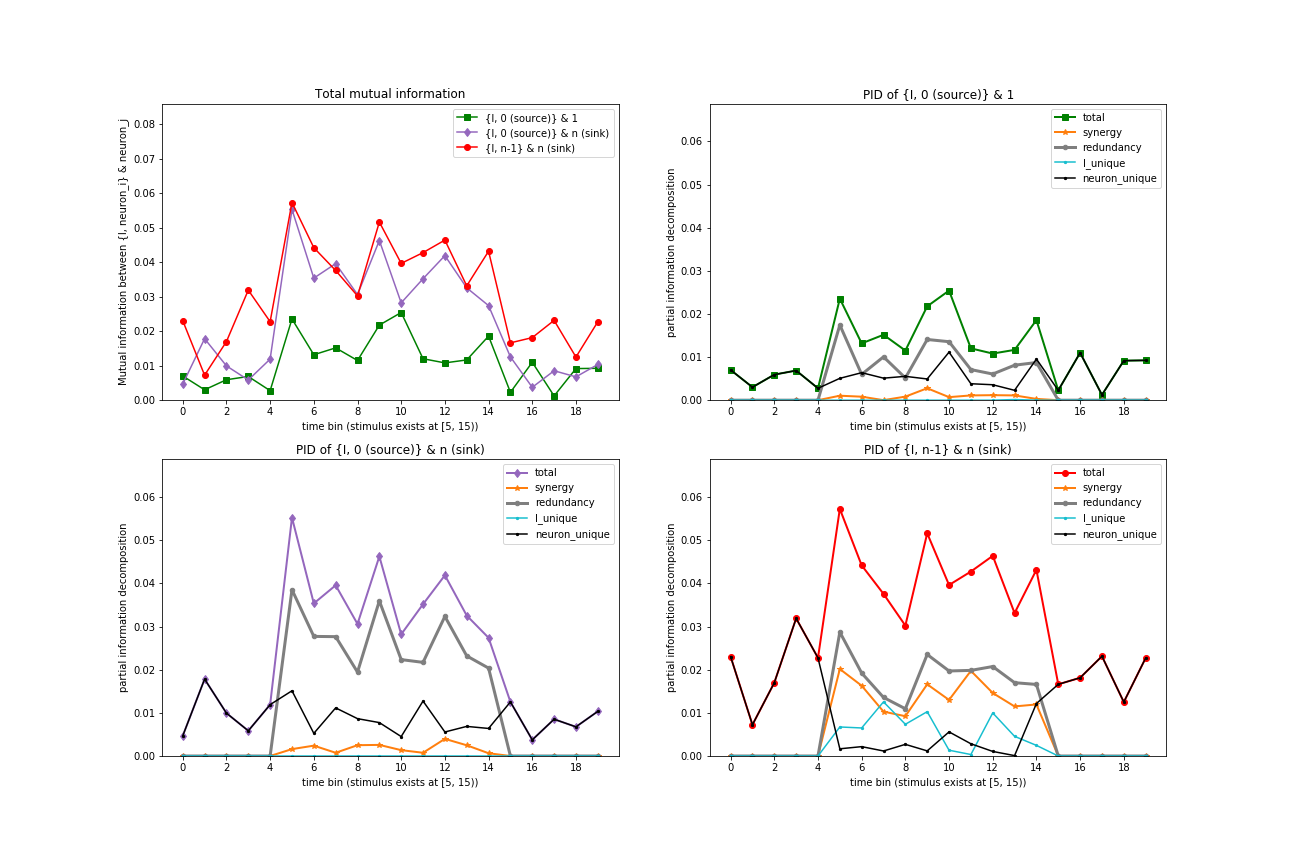 Total mutual information
Mutual information between {I, neuron_i} & neuron_j
0.08
0.07
0.06
0.05
0.04
0.03
0.02
0.01
0.00
{I, 0 (source)} & 1
{I, 0 (source)} & n (sink)
{I, n-1} & n (sink)
0 2 4 6 8 10 12 14 16 18
time bin (stimulus exists at [5, 15))
PID of {I, 0 (source)} & 1
partial information decomposition
0.06
0.05
0.04
0.03
0.02
0.01
0.00
total
synergy
redundancy
I_unique
neuron_unique
0 2 4 6 8 10 12 14 16 18
time bin (stimulus exists at [5, 15))
PID of {I, 0 (source)} & n (sink)
partial information decomposition
0.06
0.05
0.04
0.03
0.02
0.01
0.00
total
synergy
redundancy
I_unique
neuron_unique
0 2 4 6 8 10 12 14 16 18
time bin (stimulus exists at [5, 15))
PID of {I, n-1} & n (sink)
partial information decomposition
0.06
0.05
0.04
0.03
0.02
0.01
0.00
total
synergy
redundancy
I_unique
neuron_unique
0 2 4 6 8 10 12 14 16 18
time bin (stimulus exists at [5, 15))